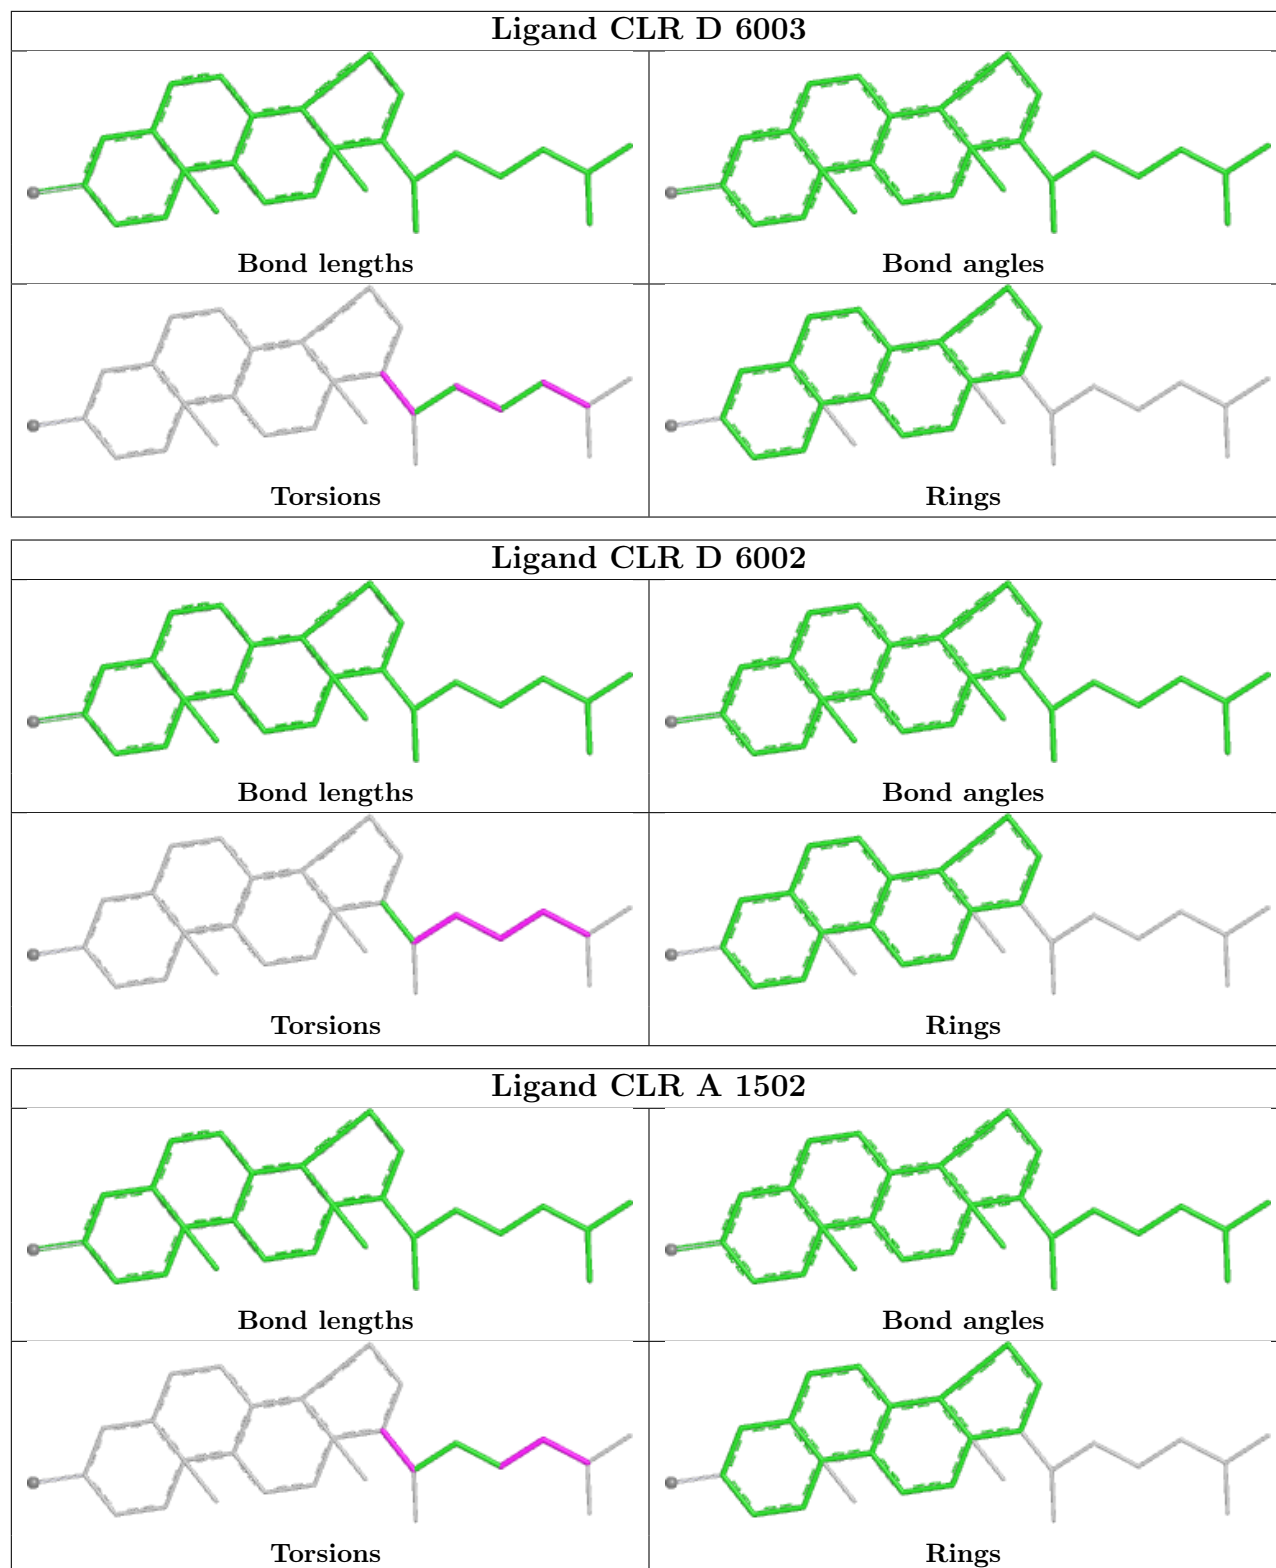 Ligand CLR D 6003
Bond lengths
Bond angles
Torsions
Rings
Ligand CLR D 6002
Bond lengths
Bond angles
Torsions
Rings
Ligand CLR A 1502
Bond lengths
Bond angles
Torsions
Rings